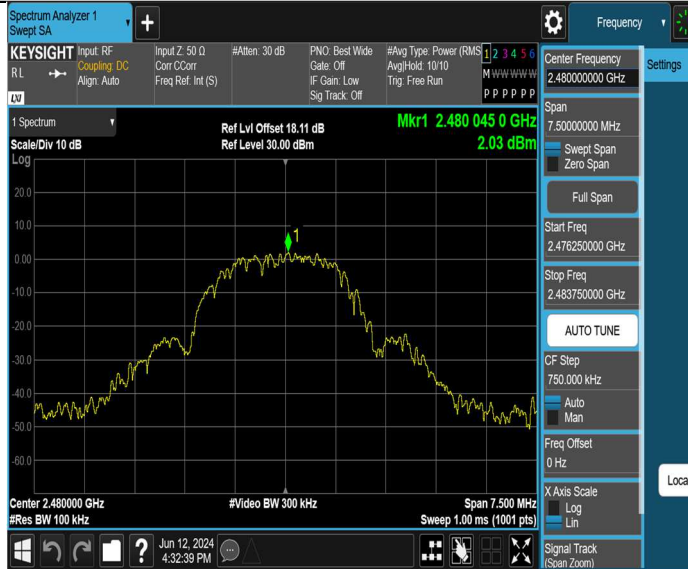 Spectrum Analyzer 1
Swept SA
+
Frequency
KEYSIGHT
RL
LXI
Input: RF
Coupling: DC
Align: Auto
Input Z: 50 Ω
Corr CCorr
Freq Ref: Int (S)
#Atten: 30 dB
PNO: Best Wide
Gate: Off
IF Gain: Low
Sig Track: Off
#Avg Type: Power (RMS
Avg|Hold: 10/10
Trig: Free Run
1 2 3 4 5 6
M W W W W W
P P P P P P
1 Spectrum
Scale/Div 10 dB
Log
Ref Lvl Offset 18.11 dB
Ref Level 30.00 dBm
Mkr1 2.480 045 0 GHz
2.03 dBm
1
20.0
10.0
0.00
-10.0
-20.0
-30.0
-40.0
-50.0
-60.0
Center 2.480000 GHz
#Res BW 100 kHz
#Video BW 300 kHz
Span 7.500 MHz
Sweep 1.00 ms (1001 pts)
?
Jun 12, 2024
4:32:39 PM
Center Frequency
2.480000000 GHz
Span
7.50000000 MHz
Swept Span
Zero Span
Full Span
Start Freq
2.476250000 GHz
Stop Freq
2.483750000 GHz
AUTO TUNE
CF Step
750.000 kHz
Auto
Man
Freq Offset
0 Hz
X Axis Scale
Log
Lin
Signal Track
(Span Zoom)
Settings
Loca